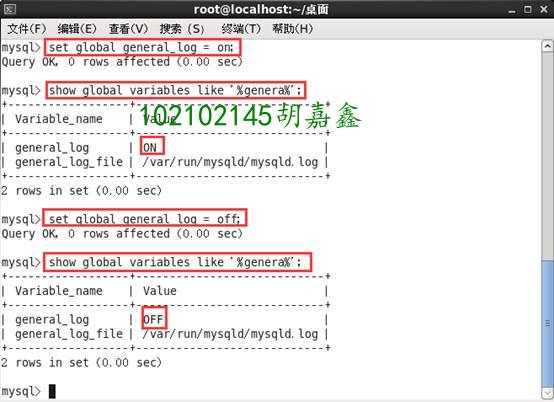 root@localhost:~/桌面
文件(F) 编辑(E) 查看(V) 搜索 (S) 终端(T) 帮助(H)
mysql> set global general_log = on;
Query OK, 0 rows affected (0.00 sec)
mysql> show global variables like '%genera%';
+------------------+----------------------------+
| Variable_name | Value |
102102145胡嘉鑫
+------------------+----------------------------+
| general_log | ON |
| general_log_file | /var/run/mysqld/mysqld.log |
+------------------+----------------------------+
2 rows in set (0.00 sec)
mysql> set global general_log = off;
Query OK, 0 rows affected (0.00 sec)
mysql> show global variables like '%genera%';
+------------------+----------------------------+
| Variable_name | Value |
+------------------+----------------------------+
| general_log | OFF |
| general_log_file | /var/run/mysqld/mysqld.log |
+------------------+----------------------------+
2 rows in set (0.00 sec)
mysql>